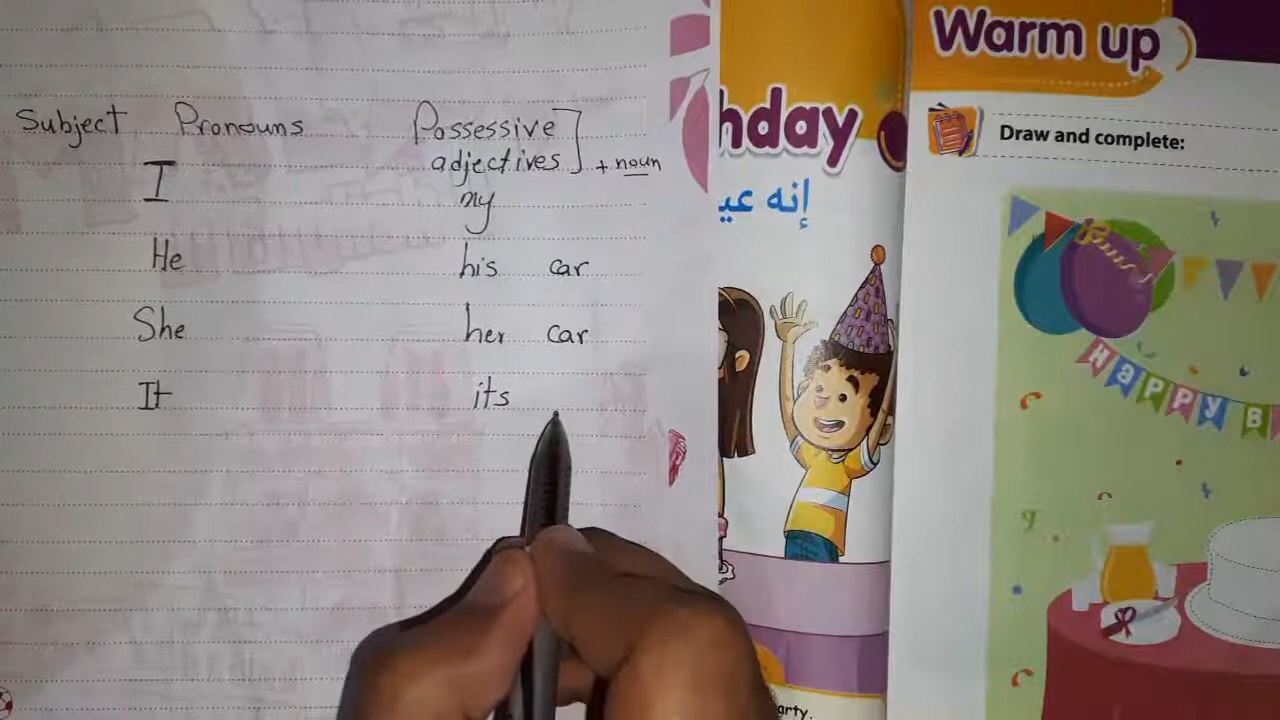 Subject Pronouns
Possessive
adjectives + noun
I my
He his car
She her car
It its
hday
إنه عي
arty.
Warm up
Draw and complete:
HAPPY B